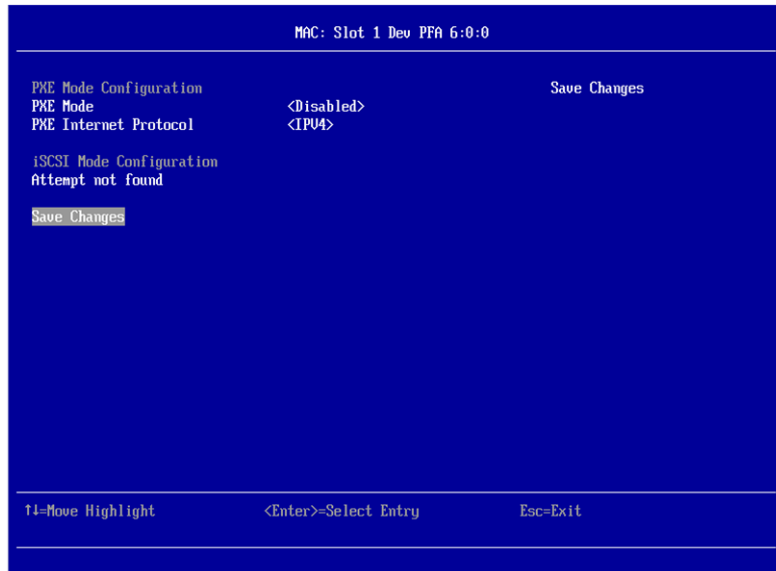 MAC: Slot 1 Dev PFA 6:0:0
PXE Mode Configuration Save Changes
PXE Mode <Disabled>
PXE Internet Protocol <IPV4>
iSCSI Mode Configuration
Attempt not found
Save Changes
↑↓=Move Highlight <Enter>=Select Entry Esc=Exit